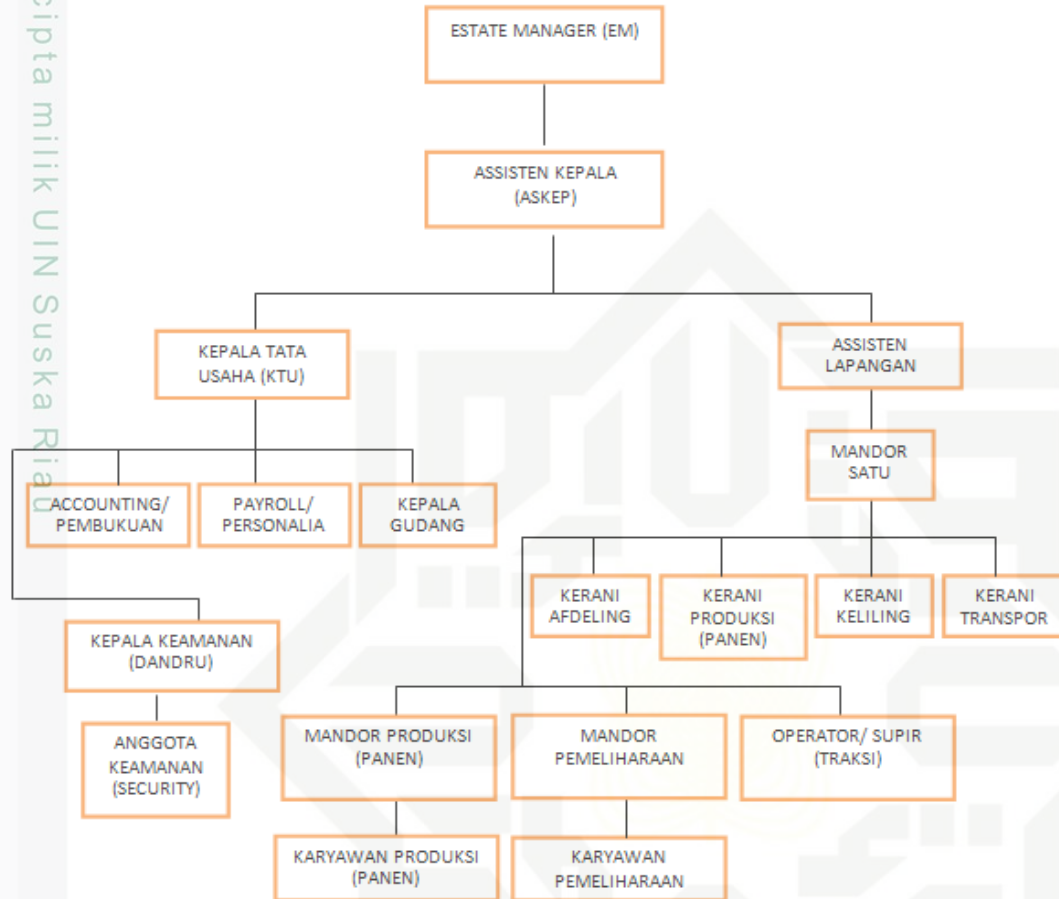 cipta milik UIN Suska Riau
ESTATE MANAGER (EM)
ASSISTEN KEPALA
(ASKEP)
KEPALA TATA
USAHA (KTU)
ASSISTEN
LAPANGAN
MANDOR
SATU
ACCOUNTING/
PEMBUKUAN
PAYROLL/
PERSONALIA
KEPALA
GUDANG
KERANI
AFDELING
KERANI
PRODUKSI
(PANEN)
KERANI
KELILING
KERANI
TRANSPOR
KEPALA KEAMANAN
(DANDRU)
ANGGOTA
KEAMANAN
(SECURITY)
MANDOR PRODUKSI
(PANEN)
MANDOR
PEMELIHARAAN
OPERATOR/ SUPIR
(TRAKSI)
KARYAWAN PRODUKSI
(PANEN)
KARYAWAN
PEMELIHARAAN